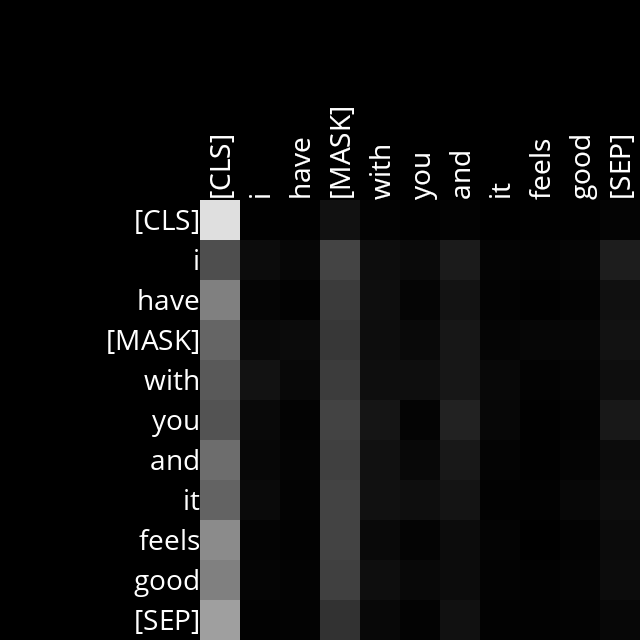 [CLS]
i
have
[MASK]
with
you
and
it
feels
good
[SEP]
[CLS]
i
have
[MASK]
with
you
and
it
feels
good
[SEP]